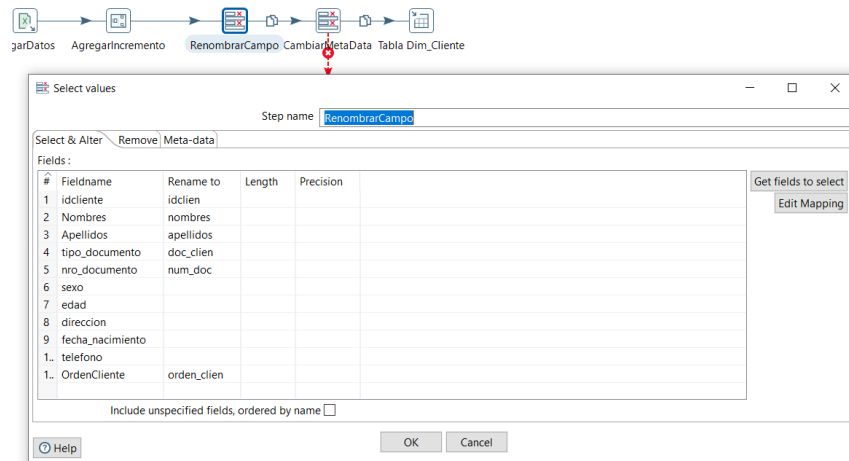 garDatos AgregarIncremento RenombrarCampo CambiarMetaData Tabla Dim_Cliente
Select values
Step name RenombrarCampo
Select & Alter Remove Meta-data
Fields :
# Fieldname Rename to Length Precision
Get fields to select
1 idcliente idclien
2 Nombres nombres
Edit Mapping
3 Apellidos apellidos
4 tipo_documento doc_clien
5 nro_documento num_doc
6 sexo
7 edad
8 direccion
9 fecha_nacimiento
1.. telefono
1.. OrdenCliente orden_clien
Include unspecified fields, ordered by name
Help OK Cancel